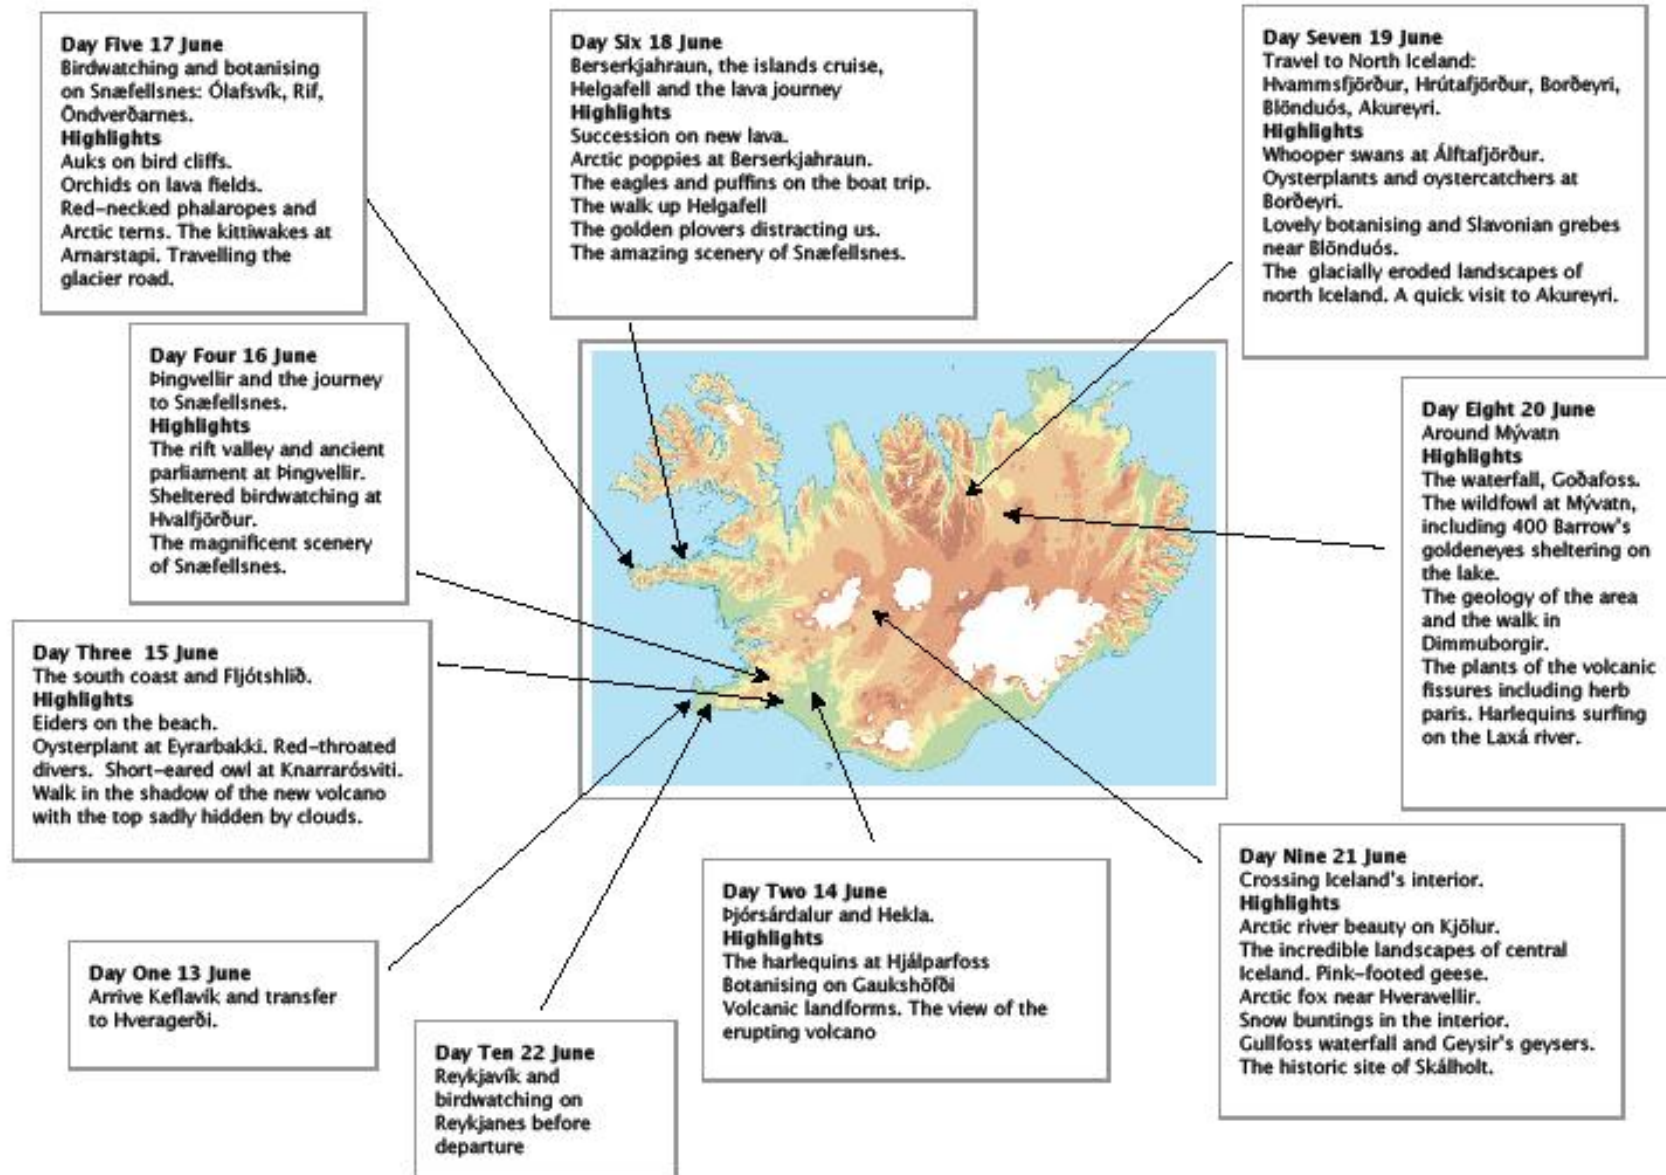 Day Five 17 June
Birdwatching and botanising
on Snæfellsnes: Ólafsvík, Rif,
Öndverðarnes.
Highlights
Auks on bird cliffs.
Orchids on lava fields.
Red-necked phalaropes and
Arctic terns. The kittiwakes at
Arnarstapi. Travelling the
glacier road.
Day Six 18 June
Berserkjahraun, the islands cruise,
Helgafell and the lava journey
Highlights
Succession on new lava.
Arctic poppies at Berserkjahraun.
The eagles and puffins on the boat trip.
The walk up Helgafell
The golden plovers distracting us.
The amazing scenery of Snæfellsnes.
Day Seven 19 June
Travel to North Iceland:
Hvammsfjörður, Hrútafjörður, Borðeyri,
Blönduós, Akureyri.
Highlights
Whooper swans at Álftafjörður.
Oysterplants and oystercatchers at
Borðeyri.
Lovely botanising and Slavonian grebes
near Blönduós.
The glacially eroded landscapes of
north Iceland. A quick visit to Akureyri.
Day Four 16 June
Þingvellir and the journey
to Snæfellsnes.
Highlights
The rift valley and ancient
parliament at Þingvellir.
Sheltered birdwatching at
Hvalfjörður.
The magnificent scenery
of Snæfellsnes.
Day Eight 20 June
Around Mývatn
Highlights
The waterfall, Goðafoss.
The wildfowl at Mývatn,
including 400 Barrow's
goldeneyes sheltering on
the lake.
The geology of the area
and the walk in
Dimmuborgir.
The plants of the volcanic
fissures including herb
paris. Harlequins surfing
on the Laxá river.
Day Three 15 June
The south coast and Fljótshlíð.
Highlights
Eiders on the beach.
Oysterplant at Eyrarbakki. Red-throated
divers. Short-eared owl at Knarrarósviti.
Walk in the shadow of the new volcano
with the top sadly hidden by clouds.
Day One 13 June
Arrive Keflavík and transfer
to Hveragerði.
Day Ten 22 June
Reykjavík and
birdwatching on
Reykjanes before
departure
Day Two 14 June
Þjórsárdalur and Hekla.
Highlights
The harlequins at Hjálparfoss
Botanising on Gaukshöfði
Volcanic landforms. The view of the
erupting volcano
Day Nine 21 June
Crossing Iceland's interior.
Highlights
Arctic river beauty on Kjölur.
The incredible landscapes of central
Iceland. Pink-footed geese.
Arctic fox near Hveravellir.
Snow buntings in the interior.
Gullfoss waterfall and Geysir's geysers.
The historic site of Skálholt.